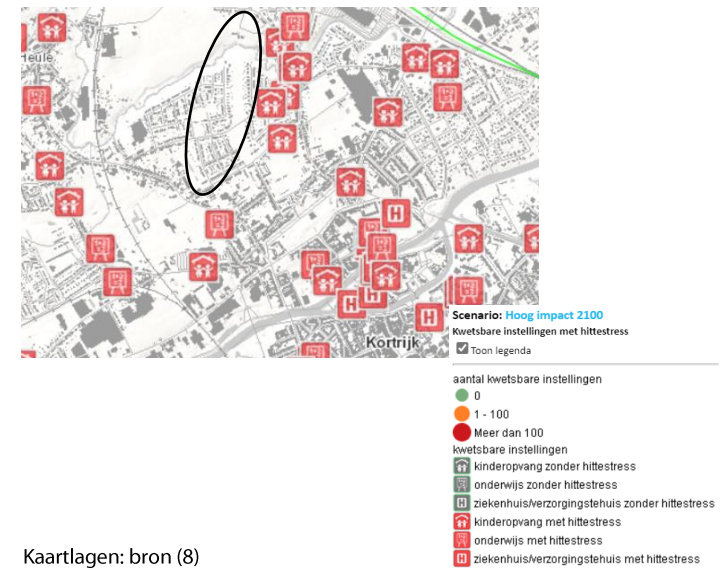 Heule
Kortrijk
Scenario: Hoog impact 2100
Kwetsbare instellingen met hittestress
Toon legenda
aantal kwetsbare instellingen
0
1 - 100
Meer dan 100
kwetsbare instellingen
kinderopvang zonder hittestress
onderwijs zonder hittestress
ziekenhuis/verzorgingstehuis zonder hittestress
kinderopvang met hittestress
onderwijs met hittestress
ziekenhuis/verzorgingstehuis met hittestress
Kaartlagen: bron (8)